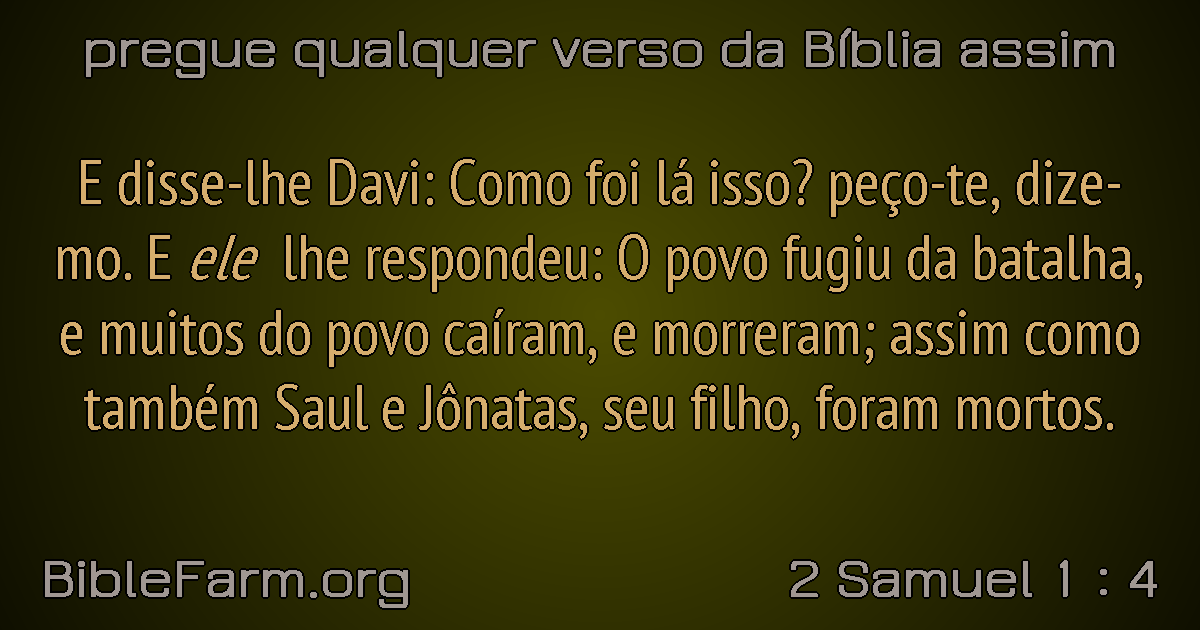 pregue qualquer verso da Bíblia assim
E disse-lhe Davi: Como foi lá isso? peço-te, dize-
mo. E ele lhe respondeu: O povo fugiu da batalha,
e muitos do povo caíram, e morreram; assim como
também Saul e Jônatas, seu filho, foram mortos.
BibleFarm.org
2 Samuel 1 : 4